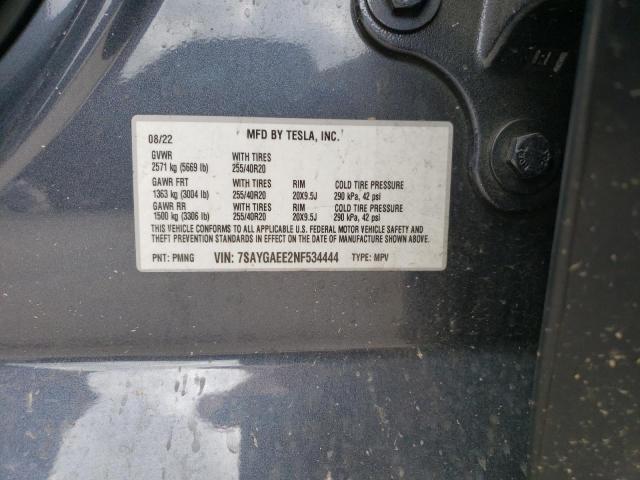 08/22 MFD BY TESLA, INC.
GVWR WITH TIRES
2571 kg (5669 lb) 255/40R20
GAWR FRT WITH TIRES RIM COLD TIRE PRESSURE
1363 kg (3004 lb) 255/40R20 20X9.5J 290 kPa, 42 psi
GAWR RR WITH TIRES RIM COLD TIRE PRESSURE
1500 kg (3306 lb) 255/40R20 20X9.5J 290 kPa, 42 psi
THIS VEHICLE CONFORMS TO ALL APPLICABLE U.S. FEDERAL MOTOR VEHICLE SAFETY AND
THEFT PREVENTION STANDARDS IN EFFECT ON THE DATE OF MANUFACTURE SHOWN ABOVE.
PNT: PMNG VIN: 7SAYGAEE2NF534444 TYPE: MPV